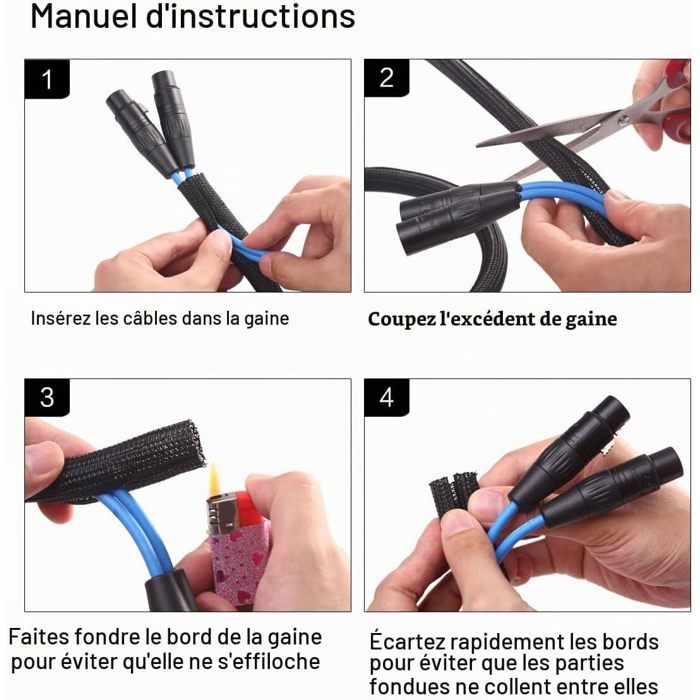 Manuel d'instructions
1
2
Insérez les câbles dans la gaine
Coupez l'excédent de gaine
3
4
Faites fondre le bord de la gaine
pour éviter qu'elle ne s'effiloche
Écartez rapidement les bords
pour éviter que les parties
fondues ne collent entre elles